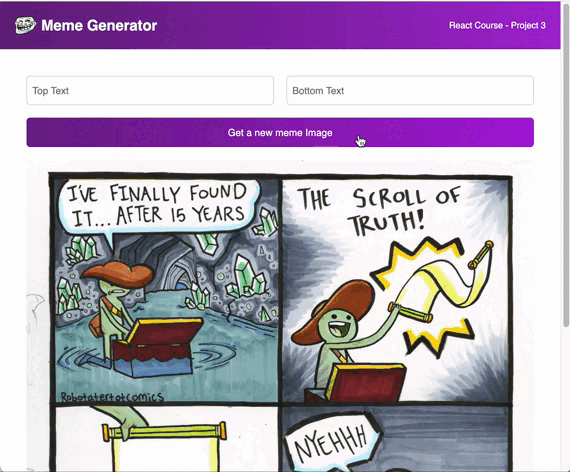 Meme Generator
React Course - Project 3
Top Text
Bottom Text
Get a new meme Image
I'VE FINALLY FOUND
IT... AFTER 15 YEARS
THE SCROLL OF
TRUTH!
Robotatertotcomics
NYEHHH